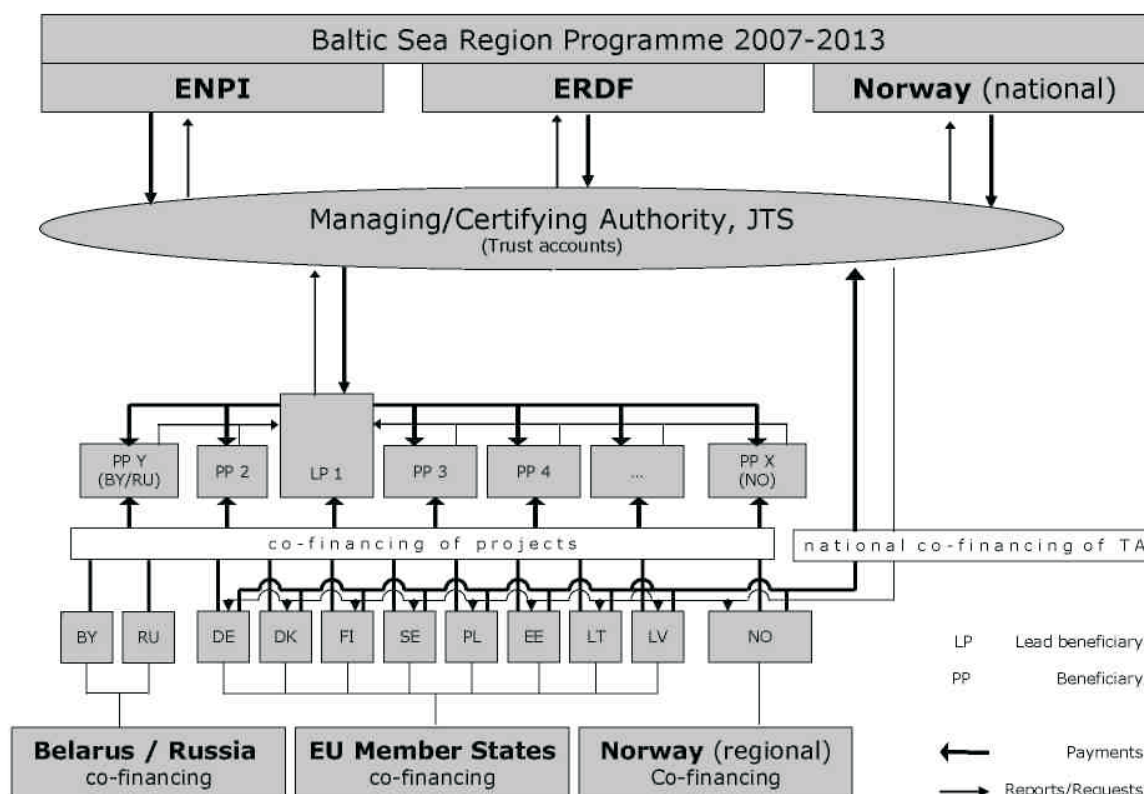 Baltic Sea Region Programme 2007-2013
ENPI
ERDF
Norway (national)
Managing/Certifying Authority, JTS
(Trust accounts)
PP Y
(BY/RU)
PP 2
LP 1
PP 3
PP 4
...
PP X
(NO)
co-financing of projects
national co-financing of TA
BY
RU
DE
DK
FI
SE
PL
EE
LT
LV
NO
LP Lead beneficiary
PP Beneficiary
Belarus / Russia
co-financing
EU Member States
co-financing
Norway (regional)
Co-financing
Payments
Reports/Requests